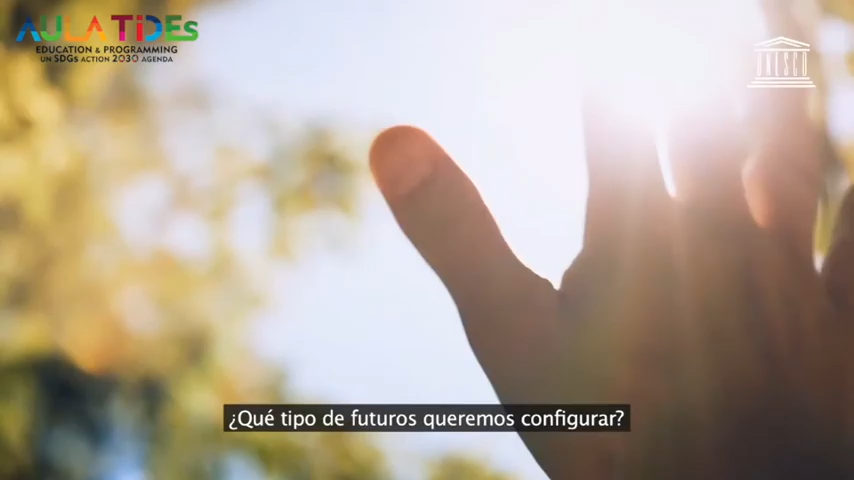 AULA TIDEs
EDUCATION & PROGRAMMING
UN SDGs ACTION 2030 AGENDA
UNESCO
¿Qué tipo de futuros queremos configurar?